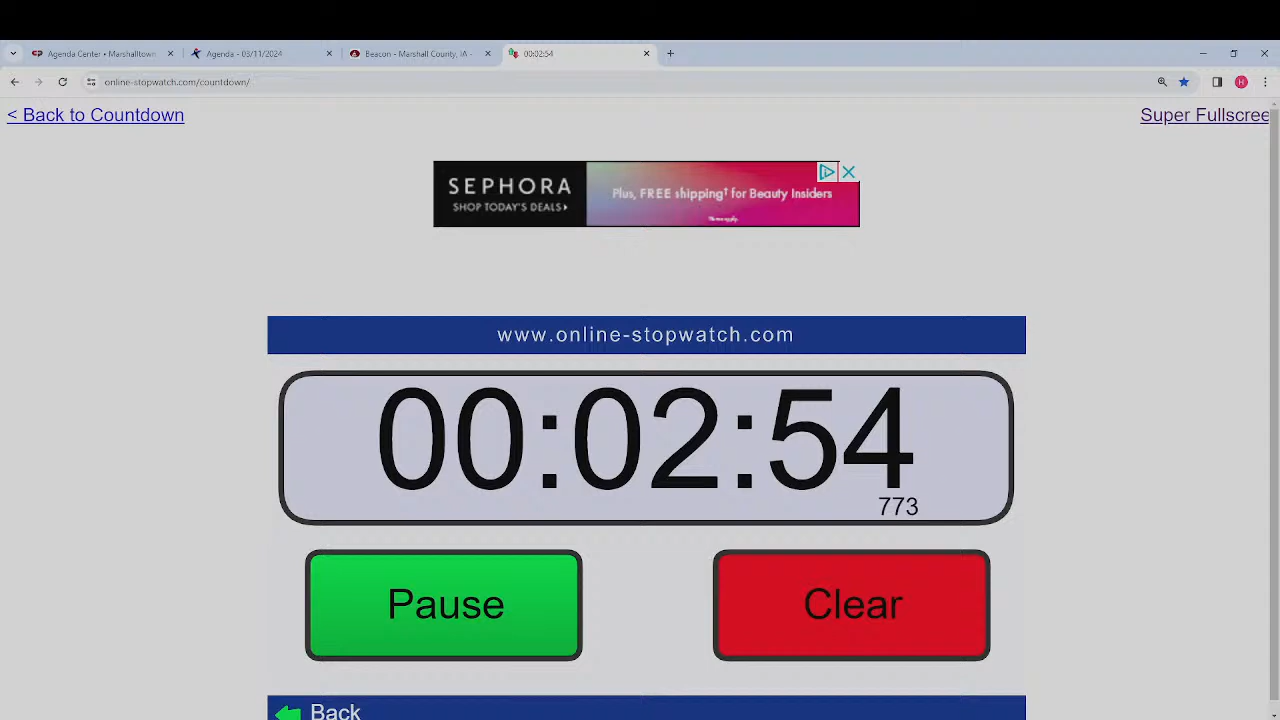 Agenda Center • Marshalltown
Agenda - 03/11/2024
Beacon - Marshall County, IA -
00:02:54
online-stopwatch.com/countdown/
H
< Back to Countdown
Super Fullscree
SEPHORA
SHOP TODAY'S DEALS
Plus, FREE shipping† for Beauty Insiders
www.online-stopwatch.com
00:02:54
773
Pause
Clear
Back